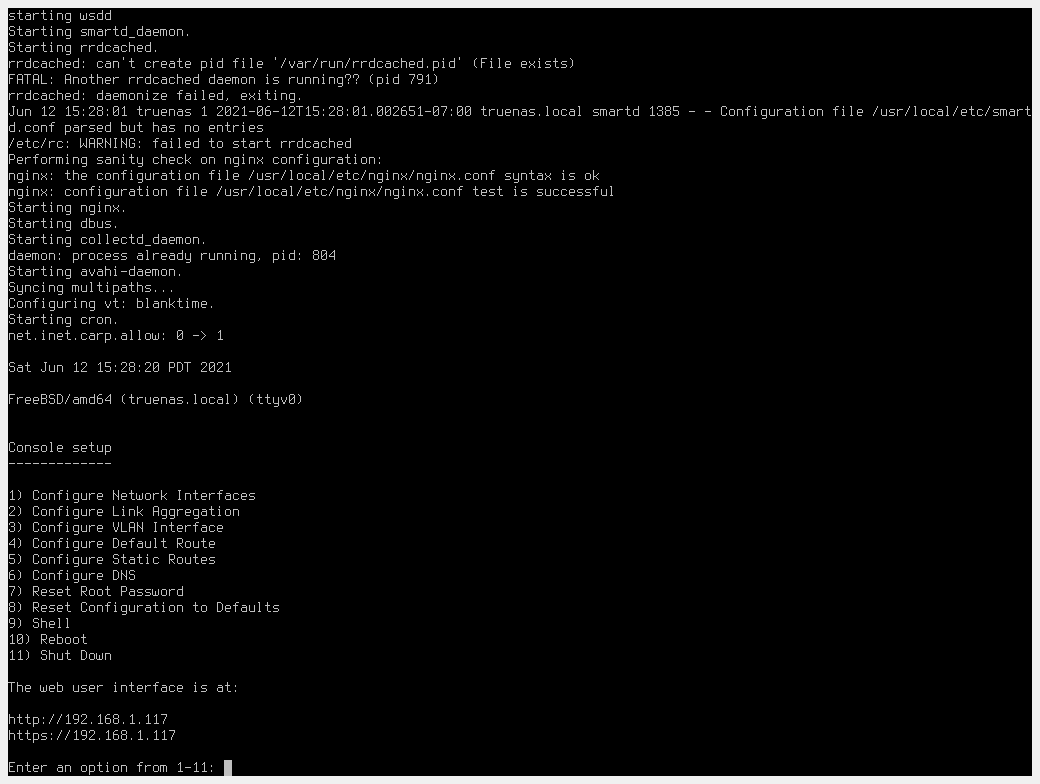 starting wsdd
Starting smartd_daemon.
Starting rrdcached.
rrdcached: can't create pid file '/var/run/rrdcached.pid' (File exists)
FATAL: Another rrdcached daemon is running?? (pid 791)
rrdcached: daemonize failed, exiting.
Jun 12 15:28:01 truenas 1 2021-06-12T15:28:01.002651-07:00 truenas.local smartd 1385 - - Configuration file /usr/local/etc/smart
d.conf parsed but has no entries
/etc/rc: WARNING: failed to start rrdcached
Performing sanity check on nginx configuration:
nginx: the configuration file /usr/local/etc/nginx/nginx.conf syntax is ok
nginx: configuration file /usr/local/etc/nginx/nginx.conf test is successful
Starting nginx.
Starting dbus.
Starting collectd_daemon.
daemon: process already running, pid: 804
Starting avahi-daemon.
Syncing multipaths...
Configuring vt: blanktime.
Starting cron.
net.inet.carp.allow: 0 -> 1
Sat Jun 12 15:28:20 PDT 2021
FreeBSD/amd64 (truenas.local) (ttyv0)
Console setup
-------------
1) Configure Network Interfaces
2) Configure Link Aggregation
3) Configure VLAN Interface
4) Configure Default Route
5) Configure Static Routes
6) Configure DNS
7) Reset Root Password
8) Reset Configuration to Defaults
9) Shell
10) Reboot
11) Shut Down
The web user interface is at:
http://192.168.1.117
https://192.168.1.117
Enter an option from 1-11: